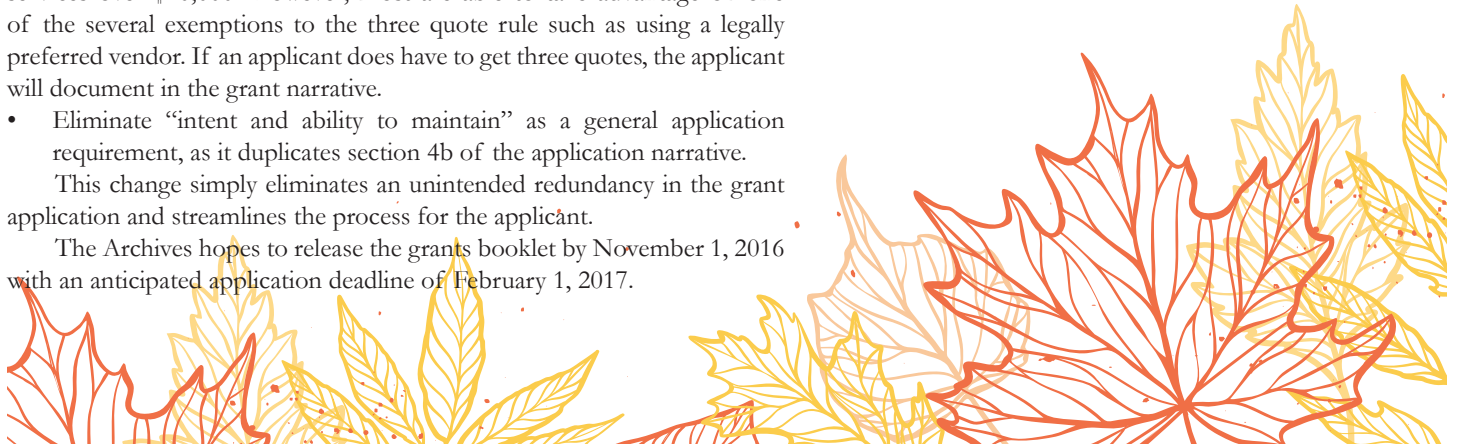 of the several exemptions to the three quote rule such as using a legally
preferred vendor. If an applicant does have to get three quotes, the applicant
will document in the grant narrative.
• Eliminate “intent and ability to maintain” as a general application
requirement, as it duplicates section 4b of the application narrative.
This change simply eliminates an unintended redundancy in the grant
application and streamlines the process for the applicant.
The Archives hopes to release the grants booklet by November 1, 2016
with an anticipated application deadline of February 1, 2017.